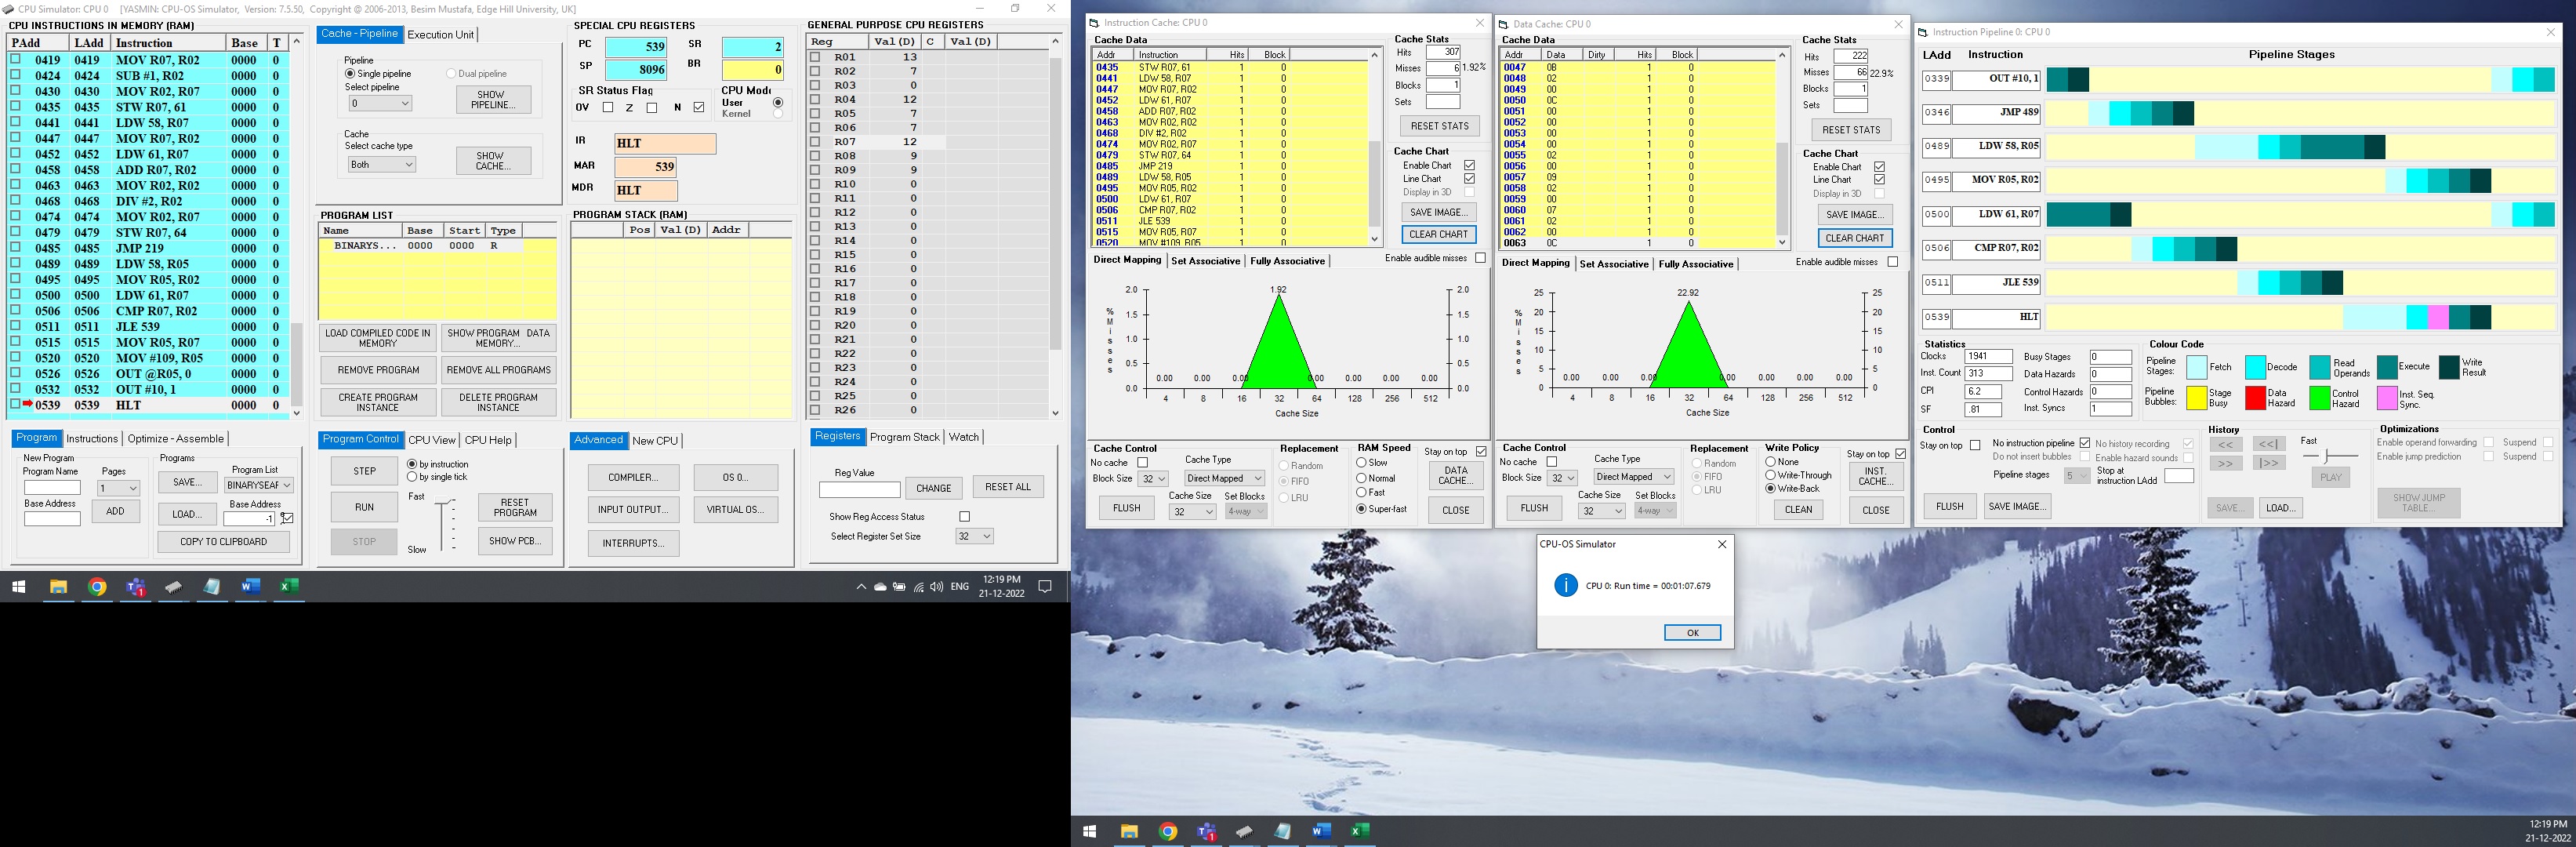 CPU Simulator: CPU 0 [YASMIN: CPU-OS Simulator, Version: 7.5.50, Copyright @ 2006-2013, Besim Mustafa, Edge Hill University, UK]
CPU INSTRUCTIONS IN MEMORY (RAM)
PAdd LAdd Instruction Base T
0419 0419 MOV R07, R02 0000 0
0424 0424 SUB #1, R02 0000 0
0430 0430 MOV R02, R07 0000 0
0435 0435 STW R07, 61 0000 0
0441 0441 LDW 58, R07 0000 0
0447 0447 MOV R07, R02 0000 0
0452 0452 LDW 61, R07 0000 0
0458 0458 ADD R07, R02 0000 0
0463 0463 MOV R02, R02 0000 0
0468 0468 DIV #2, R02 0000 0
0474 0474 MOV R02, R07 0000 0
0479 0479 STW R07, 64 0000 0
0485 0485 JMP 219 0000 0
0489 0489 LDW 58, R05 0000 0
0495 0495 MOV R05, R02 0000 0
0500 0500 LDW 61, R07 0000 0
0506 0506 CMP R07, R02 0000 0
0511 0511 JLE 539 0000 0
0515 0515 MOV R05, R07 0000 0
0520 0520 MOV #109, R05 0000 0
0526 0526 OUT @R05, 0 0000 0
0532 0532 OUT #10, 1 0000 0
0539 0539 HLT 0000 0
Program Instructions Optimize - Assemble
New Program
Program Name
Pages
1
Base Address
ADD
Programs
SAVE...
Program List
BINARYSEAF
LOAD...
Base Address
-1
COPY TO CLIPBOARD
Cache - Pipeline Execution Unit
Pipeline
Single pipeline Dual pipeline
Select pipeline
0
SHOW PIPELINE...
Cache
Select cache type
Both
SHOW CACHE...
PROGRAM LIST
Name Base Start Type
BINARYS... 0000 0000 R
LOAD COMPILED CODE IN MEMORY
SHOW PROGRAM DATA MEMORY...
REMOVE PROGRAM
REMOVE ALL PROGRAMS
CREATE PROGRAM INSTANCE
DELETE PROGRAM INSTANCE
Program Control CPU View CPU Help
STEP
by instruction
by single tick
RUN
Fast
RESET PROGRAM
STOP
Slow
SHOW PCB...
SPECIAL CPU REGISTERS
PC 539 SR 2
SP 8096 BR 0
SR Status Flag
OV Z N
CPU Mode
User
Kernel
IR HLT
MAR 539
MDR HLT
PROGRAM STACK (RAM)
Pos Val (D) Addr
Advanced New CPU
COMPILER...
OS 0...
INPUT OUTPUT...
VIRTUAL OS...
INTERRUPTS...
GENERAL PURPOSE CPU REGISTERS
Reg Val (D) C Val (D)
R01 13
R02 7
R03 0
R04 12
R05 7
R06 7
R07 12
R08 9
R09 9
R10 0
R11 0
R12 0
R13 0
R14 0
R15 0
R16 0
R17 0
R18 0
R19 0
R20 0
R21 0
R22 0
R23 0
R24 0
R25 0
R26 0
Registers Program Stack Watch
Reg Value
CHANGE
RESET ALL
Show Reg Access Status
Select Register Set Size
32
1
ENG
12:19 PM
21-12-2022
Instruction Cache: CPU 0
Cache Data
Addr Instruction Hits Block
0435 STW R07, 61 1 0
0441 LDW 58, R07 1 0
0447 MOV R07, R02 1 0
0452 LDW 61, R07 1 0
0458 ADD R07, R02 1 0
0463 MOV R02, R02 1 0
0468 DIV #2, R02 1 0
0474 MOV R02, R07 1 0
0479 STW R07, 64 1 0
0485 JMP 219 1 0
0489 LDW 58, R05 1 0
0495 MOV R05, R02 1 0
0500 LDW 61, R07 1 0
0506 CMP R07, R02 1 0
0511 JLE 539 1 0
0515 MOV R05, R07 1 0
0520 MOV #109, R05 1 0
Cache Stats
Hits 307
Misses 6 1.92%
Blocks 1
Sets
RESET STATS
Cache Chart
Enable Chart
Line Chart
Display in 3D
SAVE IMAGE...
CLEAR CHART
Enable audible misses
Direct Mapping Set Associative Fully Associative
% Misses
2.0
1.5
1.0
0.5
0.0
1.92
0.00 0.00 0.00 0.00 0.00 0.00 0.00
4 8 16 32 64 128 256 512
Cache Size
2.0
1.5
1.0
0.5
0.0
Cache Control
No cache
Block Size 32
Cache Type
Direct Mapped
FLUSH
Cache Size
32
Set Blocks
4-way
Replacement
Random
FIFO
LRU
RAM Speed
Slow
Normal
Fast
Super-fast
Stay on top
DATA CACHE...
CLOSE
Data Cache: CPU 0
Cache Data
Addr Data Dirty Hits Block
0047 0B 1 0
0048 02 1 0
0049 00 1 0
0050 0C 1 0
0051 00 1 0
0052 00 1 0
0053 00 1 0
0054 00 1 0
0055 02 1 0
0056 00 1 0
0057 09 1 0
0058 02 1 0
0059 00 1 0
0060 07 1 0
0061 02 1 0
0062 00 1 0
0063 0C 1 0
Cache Stats
Hits 222
Misses 66 22.9%
Blocks 1
Sets
RESET STATS
Cache Chart
Enable Chart
Line Chart
Display in 3D
SAVE IMAGE...
CLEAR CHART
Enable audible misses
Direct Mapping Set Associative Fully Associative
% Misses
25
20
15
10
5
0
22.92
0.00 0.00 0.00 0.00 0.00 0.00 0.00
4 8 16 32 64 128 256 512
Cache Size
25
20
15
10
5
0
Cache Control
No cache
Block Size 32
Cache Type
Direct Mapped
FLUSH
Cache Size
32
Set Blocks
4-way
Replacement
Random
FIFO
LRU
Write Policy
None
Write-Through
Write-Back
CLEAN
Stay on top
INST. CACHE...
CLOSE
Instruction Pipeline 0: CPU 0
LAdd Instruction Pipeline Stages
0339 OUT #10, 1
0346 JMP 489
0489 LDW 58, R05
0495 MOV R05, R02
0500 LDW 61, R07
0506 CMP R07, R02
0511 JLE 539
0539 HLT
Statistics
Clocks 1941 Busy Stages 0
Inst. Count 313 Data Hazards 0
CPI 6.2 Control Hazards 0
SF .81 Inst. Syncs 1
Colour Code
Pipeline Stages: Fetch Decode Read Operands Execute Write Result
Pipeline Bubbles: Stage Busy Data Hazard Control Hazard Inst. Seq. Sync.
Control
Stay on top
No instruction pipeline
No history recording
Do not insert bubbles
Enable hazard sounds
Pipeline stages 5
Stop at instruction LAdd
FLUSH
SAVE IMAGE...
History
<< <<|
>> |>>
Fast
PLAY
SAVE...
LOAD...
Optimizations
Enable operand forwarding Suspend
Enable jump prediction Suspend
SHOW JUMP TABLE...
CPU-OS Simulator
CPU 0: Run time = 00:01:07.679
OK
1
12:19 PM
21-12-2022